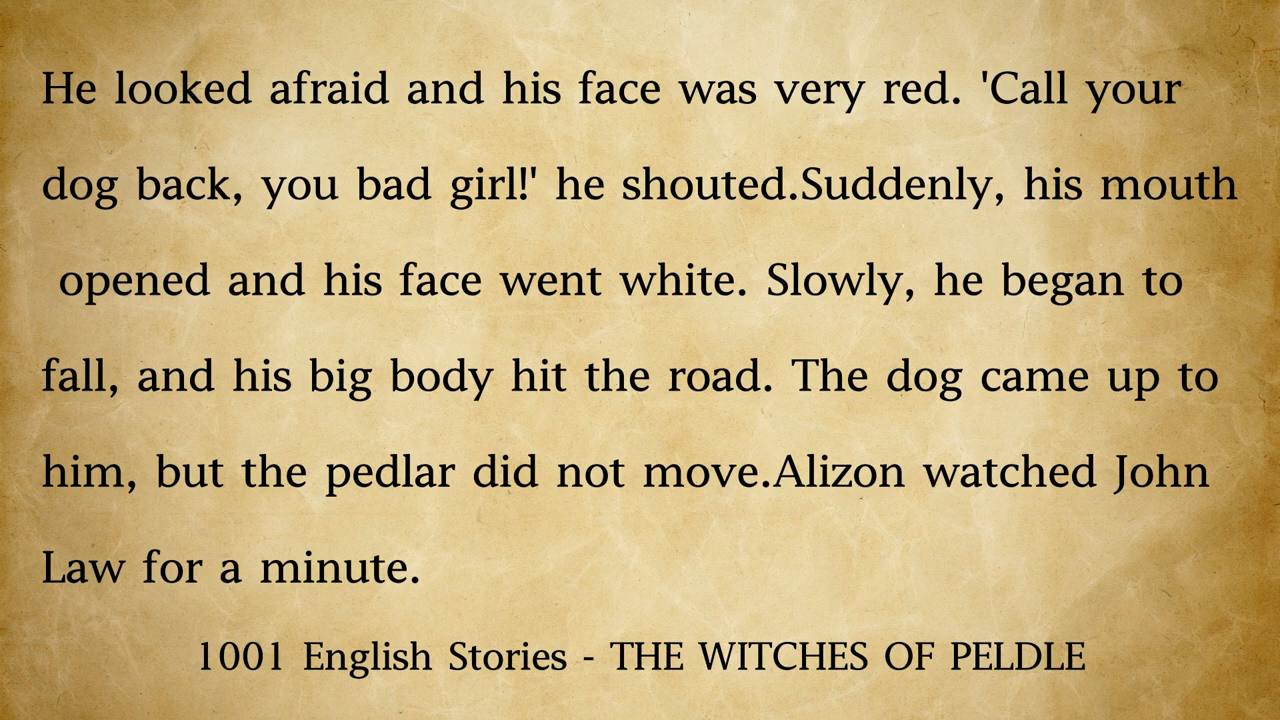 He looked afraid and his face was very red. 'Call your
dog back, you bad girl!' he shouted.Suddenly, his mouth
opened and his face went white. Slowly, he began to
fall, and his big body hit the road. The dog came up to
him, but the pedlar did not move.Alizon watched John
Law for a minute.
1001 English Stories - THE WITCHES OF PELDLE